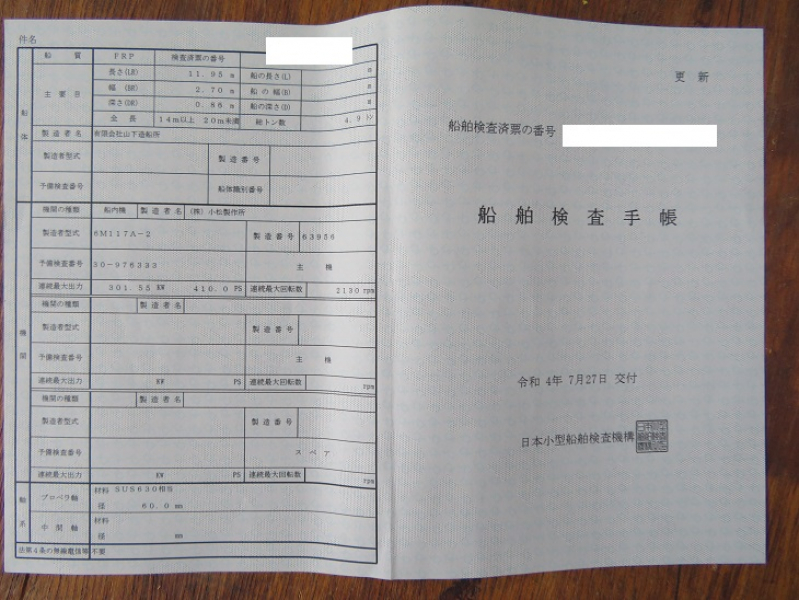 件名
船体
船質 FRP 検査済票の番号
主要目 長さ(LR) 11.95 m 船の長さ(L) m
幅 (BR) 2.70 m 船の幅(B) m
深さ(DR) 0.86 m 船の深さ(D) m
全長 14m以上 20m未満 総トン数 4.9 トン
製造者名 有限会社山下造船所
製造者型式 製造番号
予備検査番号 船体識別番号
機関
機関の種類 船内機 製造者名 (株)小松製作所
製造者型式 6M117A-2 製造番号 63956
予備検査番号 30-976333 主機
連続最大出力 301.55 KW 410.0 PS 連続最大回転数 2130 rpm
機関の種類 製造者名
製造者型式 製造番号
予備検査番号 主機
連続最大出力 KW PS 連続最大回転数 rpm
機関の種類 製造者名
製造者型式 製造番号
予備検査番号 スペア
連続最大出力 KW PS 連続最大回転数 rpm
軸系
プロペラ軸 材料 SUS630相当
径 60.0 mm
中間軸 材料
径 mm
法第4条の無線電信等 不要
更新
船舶検査済票の番号
船舶検査手帳
令和 4年 7月27日 交付
日本小型船舶検査機構